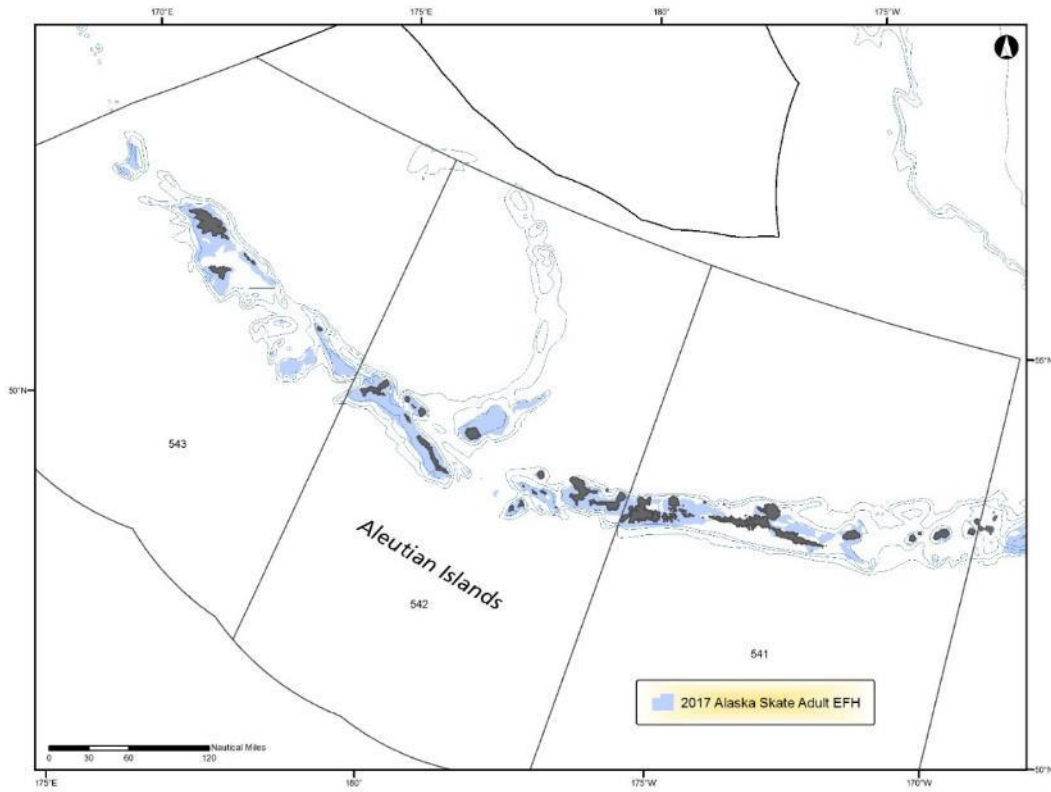 170°E 175°E 180° 175°W
50°N
55°N
543
Aleutian Islands
542
541
2017 Alaska Skate Adult EFH
Nautical Miles
0 30 60 120
175°E 180° 175°W 170°W
50°N